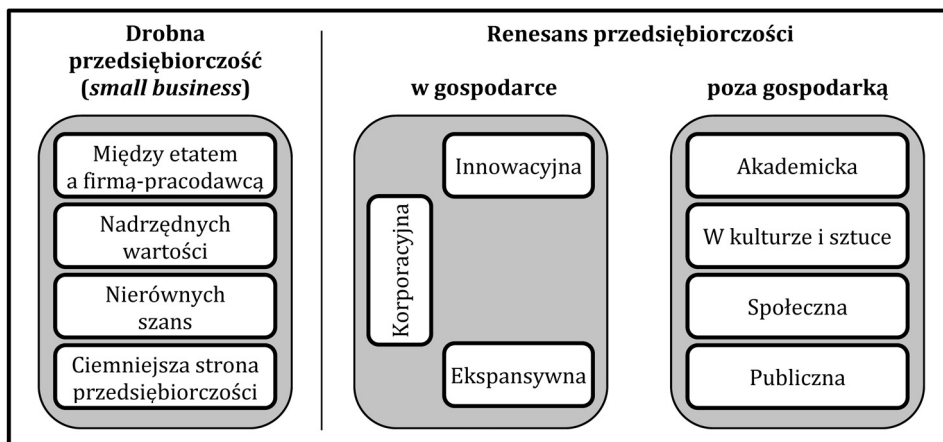 Drobna
przedsiębiorczość
(small business)
Między etatem
a firmą-pracodawcą
Nadrzędnych
wartości
Nierównych
szans
Ciemniejsza strona
przedsiębiorczości
Renesans przedsiębiorczości
w gospodarce
Innowacyjna
Korporacyjna
Ekspansywna
poza gospodarką
Akademicka
W kulturze i sztuce
Społeczna
Publiczna